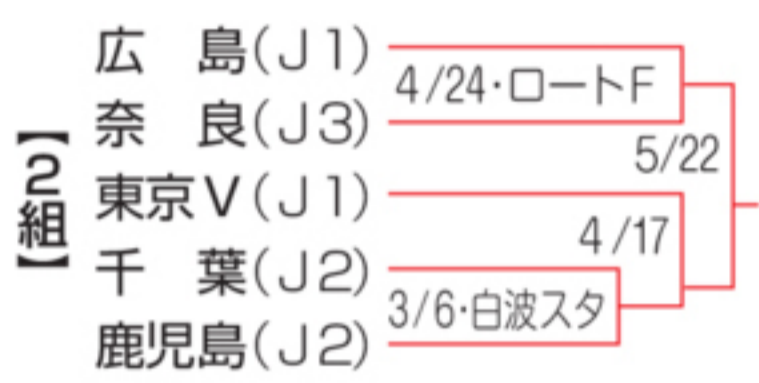 【2組】
広　島(J1)
4/24・ロートF
奈　良(J3)
5/22
東京V(J1)
4/17
千　葉(J2)
3/6・白波スタ
鹿児島(J2)